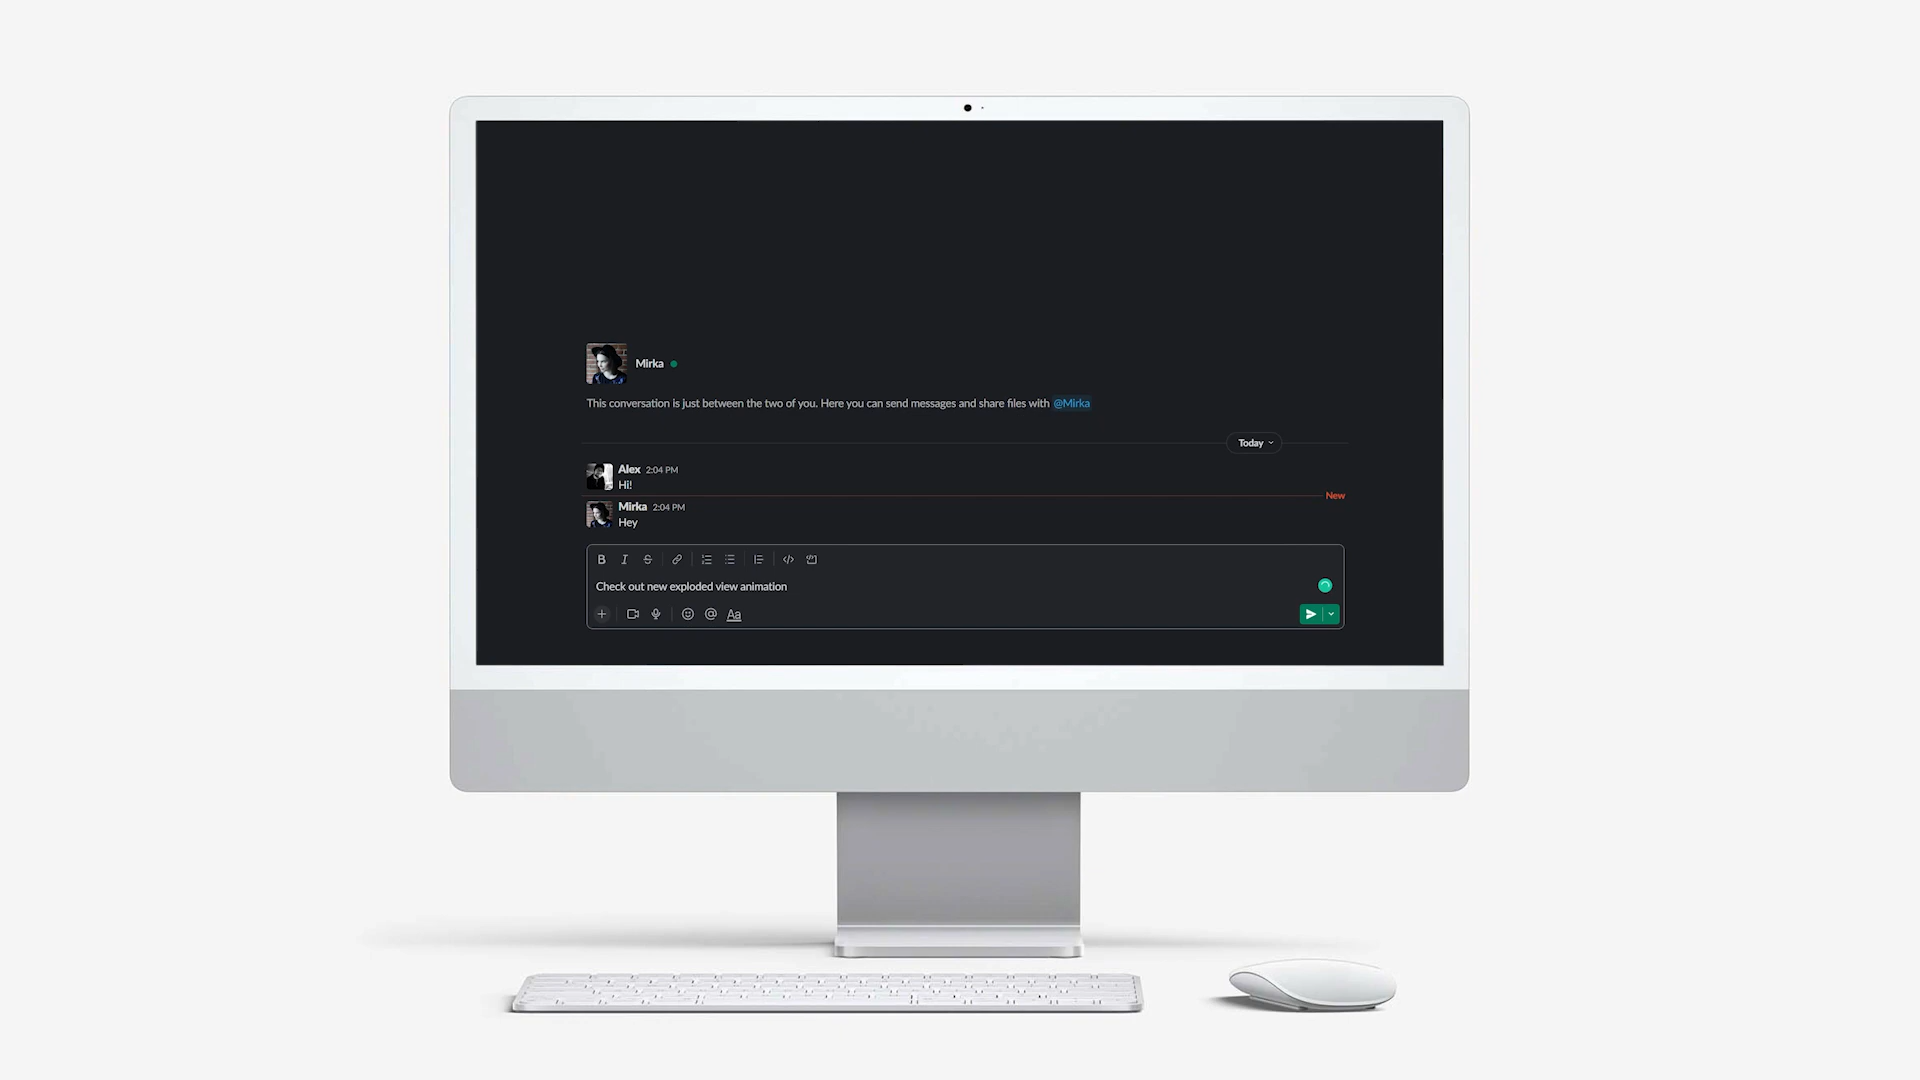 Mirka
This conversation is just between the two of you. Here you can send messages and share files with @Mirka
Today
Alex 2:04 PM
Hi!
New
Mirka 2:04 PM
Hey
B I S
Check out new exploded view animation
@ Aa